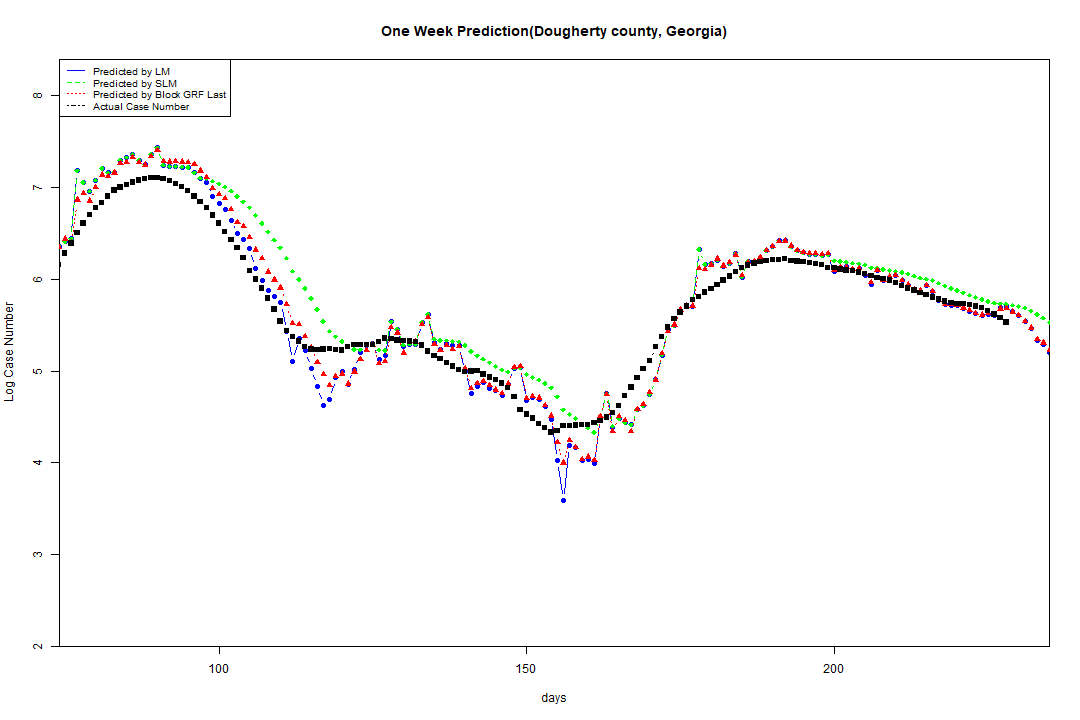 One Week Prediction(Dougherty county, Georgia)
Predicted by LM
Predicted by SLM
Predicted by Block GRF Last
Actual Case Number
8
7
6
5
4
3
2
Log Case Number
100
150
200
days